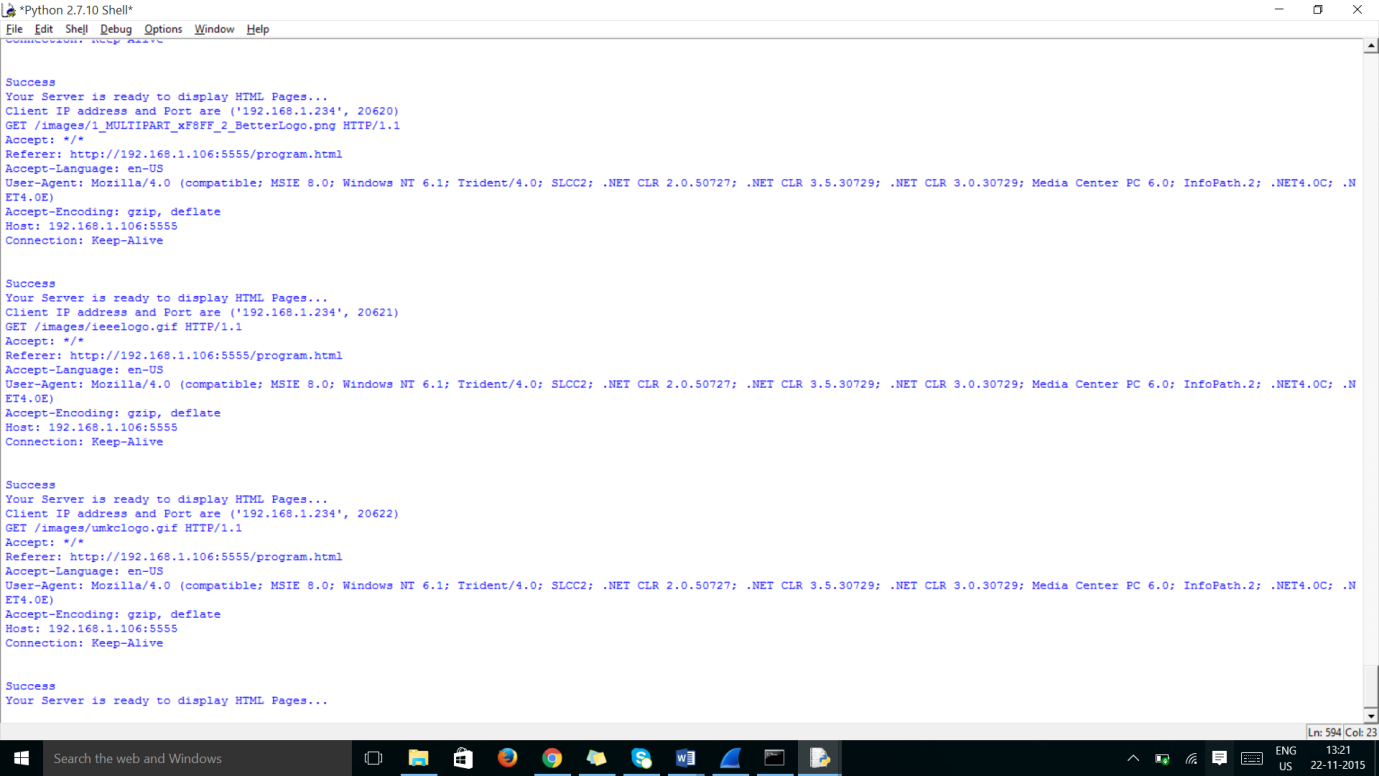 *Python 2.7.10 Shell*
File Edit Shell Debug Options Window Help
Connection: Keep-Alive
Success
Your Server is ready to display HTML Pages...
Client IP address and Port are ('192.168.1.234', 20620)
GET /images/1_MULTIPART_xF8FF_2_BetterLogo.png HTTP/1.1
Accept: */*
Referer: http://192.168.1.106:5555/program.html
Accept-Language: en-US
User-Agent: Mozilla/4.0 (compatible; MSIE 8.0; Windows NT 6.1; Trident/4.0; SLCC2; .NET CLR 2.0.50727; .NET CLR 3.5.30729; .NET CLR 3.0.30729; Media Center PC 6.0; InfoPath.2; .NET4.0C; .N
ET4.0E)
Accept-Encoding: gzip, deflate
Host: 192.168.1.106:5555
Connection: Keep-Alive
Success
Your Server is ready to display HTML Pages...
Client IP address and Port are ('192.168.1.234', 20621)
GET /images/ieeelogo.gif HTTP/1.1
Accept: */*
Referer: http://192.168.1.106:5555/program.html
Accept-Language: en-US
User-Agent: Mozilla/4.0 (compatible; MSIE 8.0; Windows NT 6.1; Trident/4.0; SLCC2; .NET CLR 2.0.50727; .NET CLR 3.5.30729; .NET CLR 3.0.30729; Media Center PC 6.0; InfoPath.2; .NET4.0C; .N
ET4.0E)
Accept-Encoding: gzip, deflate
Host: 192.168.1.106:5555
Connection: Keep-Alive
Success
Your Server is ready to display HTML Pages...
Client IP address and Port are ('192.168.1.234', 20622)
GET /images/umkclogo.gif HTTP/1.1
Accept: */*
Referer: http://192.168.1.106:5555/program.html
Accept-Language: en-US
User-Agent: Mozilla/4.0 (compatible; MSIE 8.0; Windows NT 6.1; Trident/4.0; SLCC2; .NET CLR 2.0.50727; .NET CLR 3.5.30729; .NET CLR 3.0.30729; Media Center PC 6.0; InfoPath.2; .NET4.0C; .N
ET4.0E)
Accept-Encoding: gzip, deflate
Host: 192.168.1.106:5555
Connection: Keep-Alive
Success
Your Server is ready to display HTML Pages...
Ln: 594 Col: 23
Search the web and Windows
ENG 13:21
US 22-11-2015